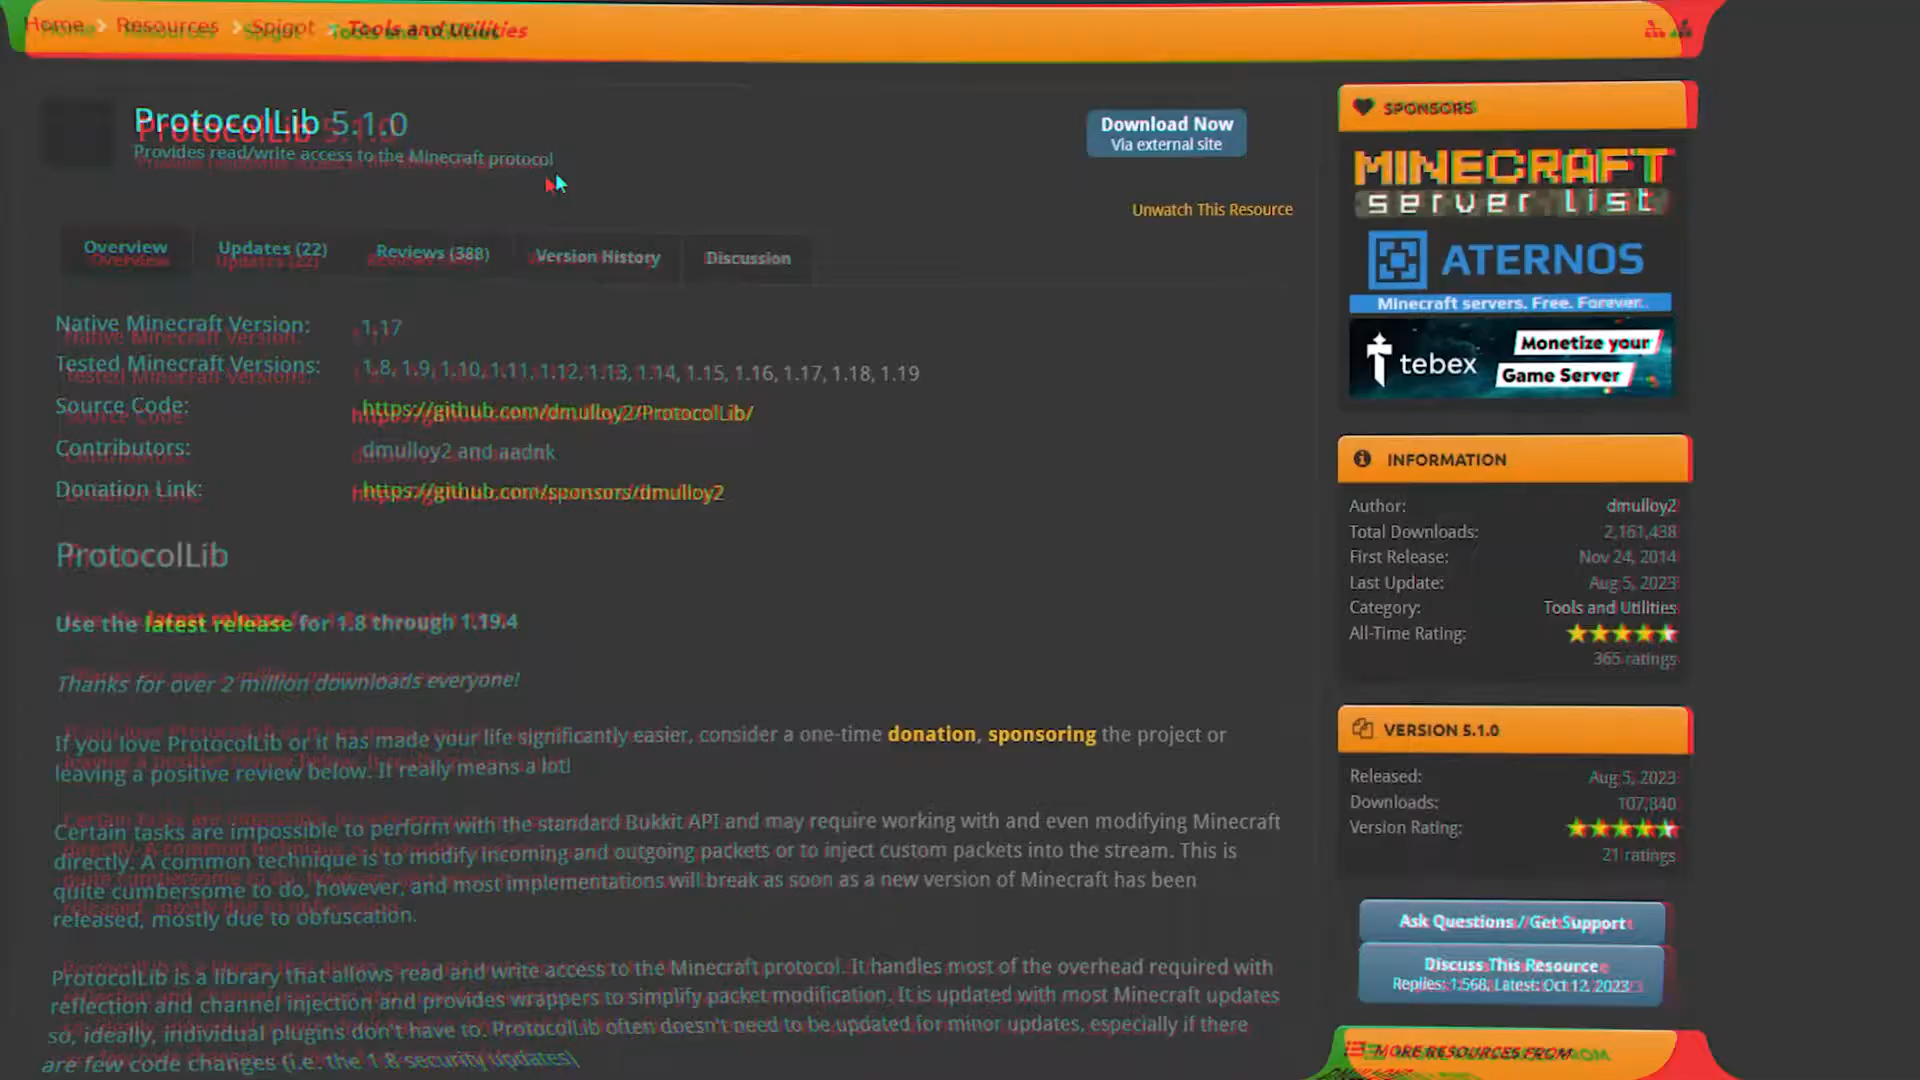 Home > Resources > Spigot > Tools and Utilities
ProtocolLib 5.1.0
Provides read/write access to the Minecraft protocol
Download Now
Via external site
Unwatch This Resource
Overview
Updates (22)
Reviews (388)
Version History
Discussion
Native Minecraft Version: 1.17
Tested Minecraft Versions: 1.8, 1.9, 1.10, 1.11, 1.12, 1.13, 1.14, 1.15, 1.16, 1.17, 1.18, 1.19
Source Code: https://github.com/dmulloy2/ProtocolLib/
Contributors: dmulloy2 and aadnk
Donation Link: https://github.com/sponsors/dmulloy2
ProtocolLib
Use the latest release for 1.8 through 1.19.4
Thanks for over 2 million downloads everyone!
If you love ProtocolLib or it has made your life significantly easier, consider a one-time donation, sponsoring the project or
leaving a positive review below. It really means a lot!
Certain tasks are impossible to perform with the standard Bukkit API and may require working with and even modifying Minecraft
directly. A common technique is to modify incoming and outgoing packets or to inject custom packets into the stream. This is
quite cumbersome to do, however, and most implementations will break as soon as a new version of Minecraft has been
released, mostly due to obfuscation.
ProtocolLib is a library that allows read and write access to the Minecraft protocol. It handles most of the overhead required with
reflection and channel injection and provides wrappers to simplify packet modification. It is updated with most Minecraft updates
so, ideally, individual plugins don't have to. ProtocolLib often doesn't need to be updated for minor updates, especially if there
are few code changes (i.e. the 1.8 security updates)
SPONSORS
MINECRAFT
server list
ATERNOS
Minecraft servers. Free. Forever.
tebex
Monetize your
Game Server
INFORMATION
Author: dmulloy2
Total Downloads: 2,161,438
First Release: Nov 24, 2014
Last Update: Aug 5, 2023
Category: Tools and Utilities
All-Time Rating:
365 ratings
VERSION 5.1.0
Released: Aug 5, 2023
Downloads: 107,840
Version Rating:
21 ratings
Ask Questions // Get Support
Discuss This Resource
Replies: 1,568, Latest: Oct 12, 2023
MORE RESOURCES FROM